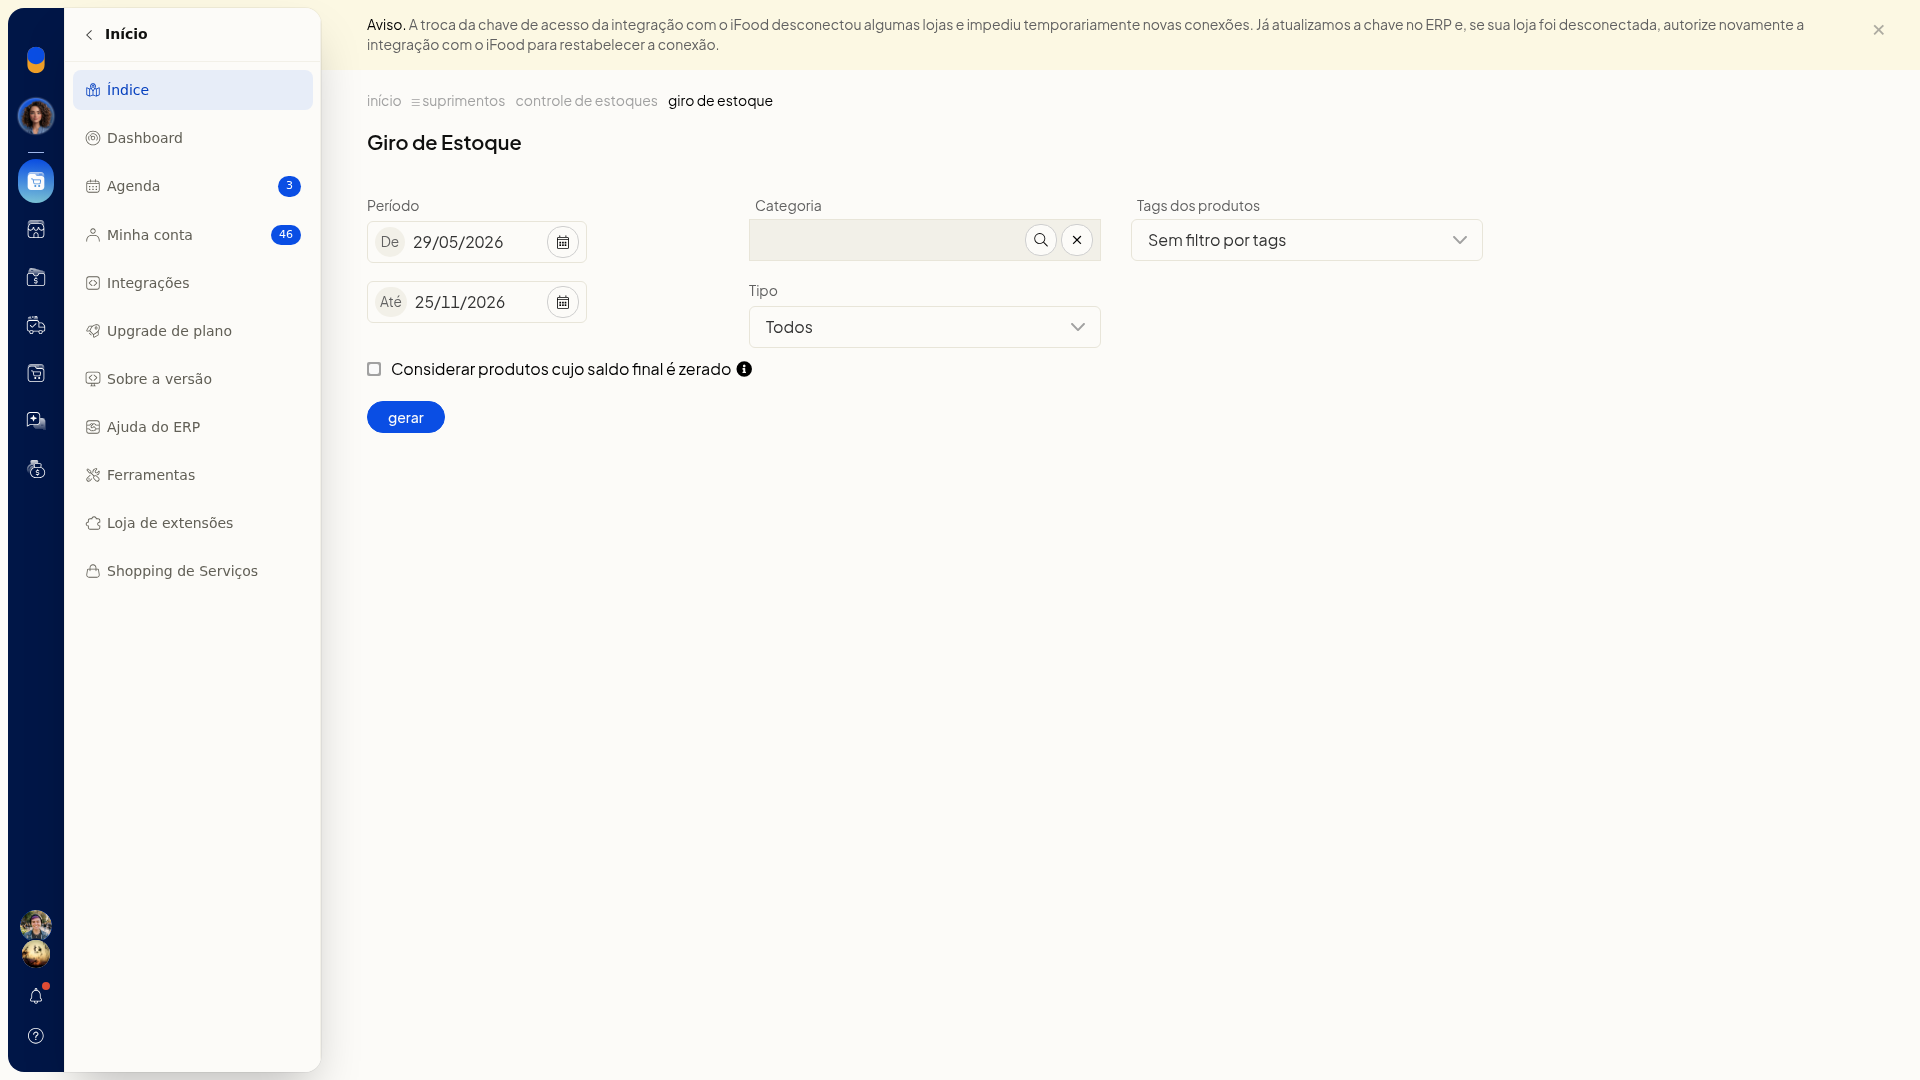 Início
Índice
Dashboard
Agenda 3
Minha conta 46
Integrações
Upgrade de plano
Sobre a versão
Ajuda do ERP
Ferramentas
Loja de extensões
Shopping de Serviços
Aviso. A troca da chave de acesso da integração com o iFood desconectou algumas lojas e impediu temporariamente novas conexões. Já atualizamos a chave no ERP e, se sua loja foi desconectada, autorize novamente a
integração com o iFood para restabelecer a conexão.
início suprimentos controle de estoques giro de estoque
Giro de Estoque
Período
De 29/05/2026
Até 25/11/2026
Categoria
Tipo
Todos
Tags dos produtos
Sem filtro por tags
Considerar produtos cujo saldo final é zerado
gerar